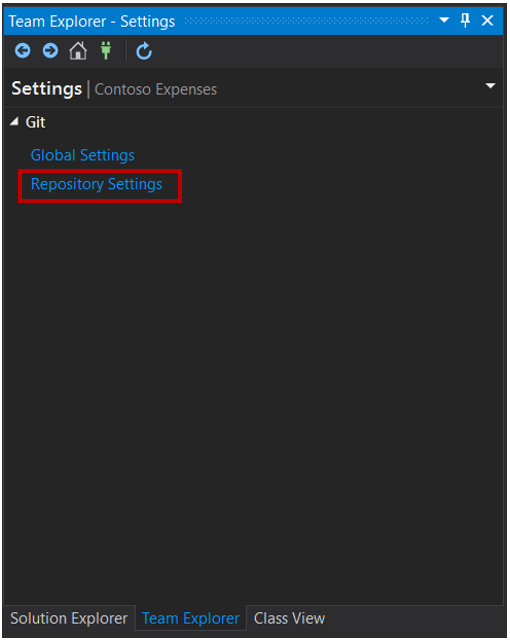 Team Explorer - Settings
Settings | Contoso Expenses
Git
Global Settings
Repository Settings
Solution Explorer Team Explorer Class View